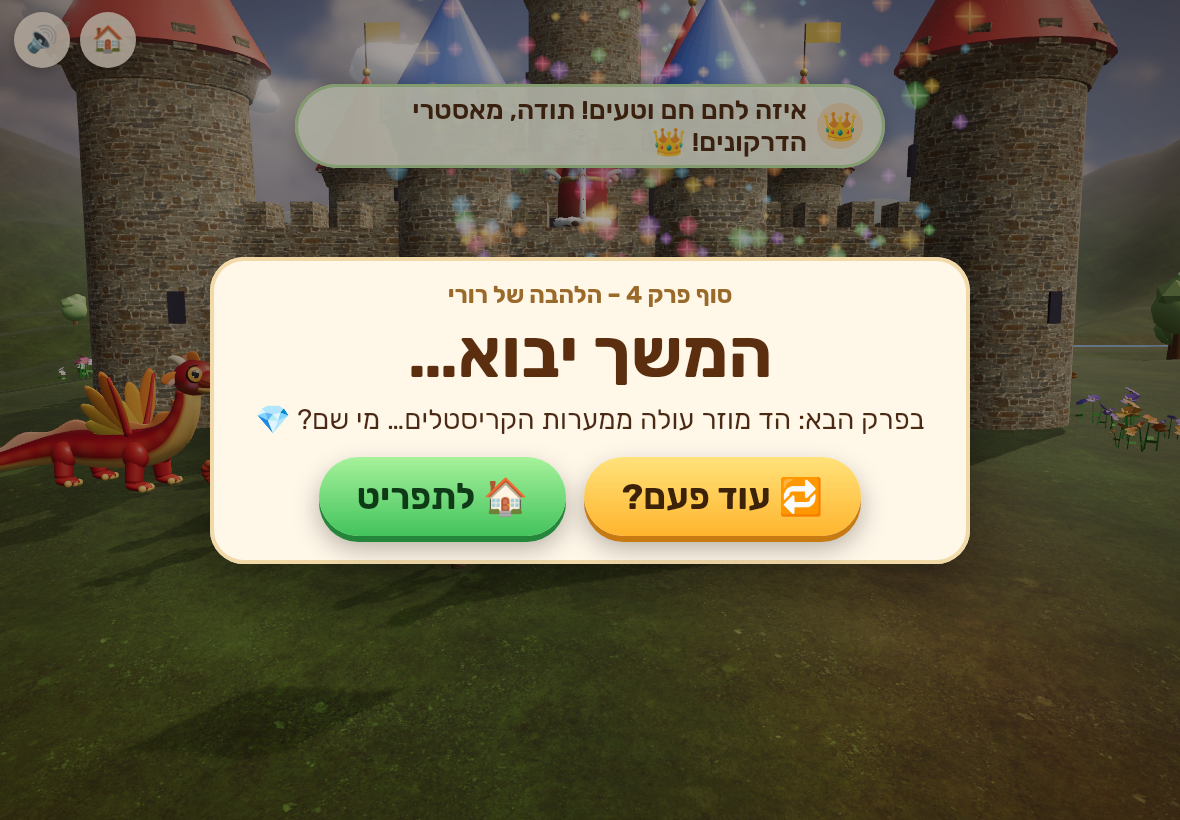 איזה לחם חם וטעים! תודה, מאסטרי
הדרקונים! 👑
סוף פרק 4 – הלהבה של רורי
המשך יבוא...
בפרק הבא: הד מוזר עולה ממערות הקריסטלים... מי שם? 💎
🔁 עוד פעם?
🏠 לתפריט